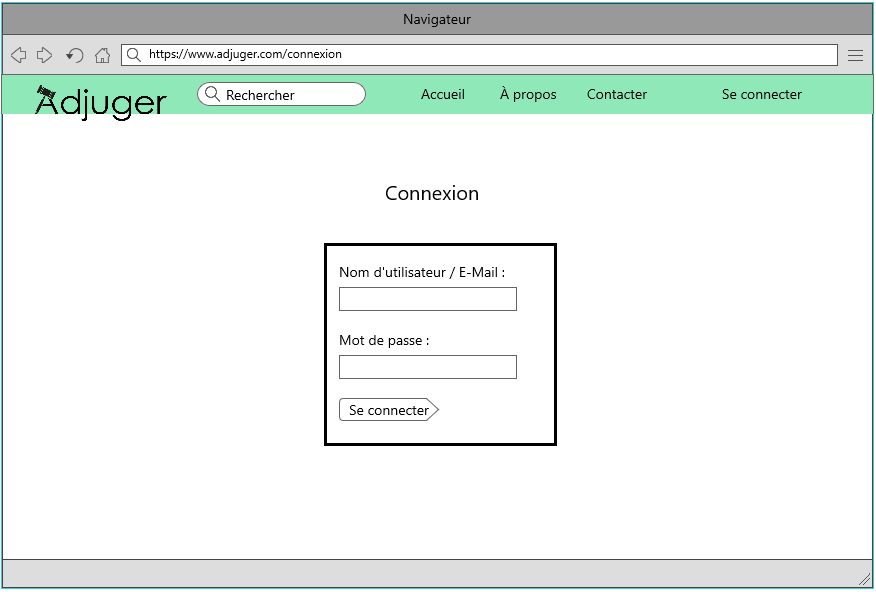 Navigateur
https://www.adjuger.com/connexion
Adjuger Rechercher Accueil À propos Contacter Se connecter
Connexion
Nom d'utilisateur / E-Mail :
Mot de passe :
Se connecter